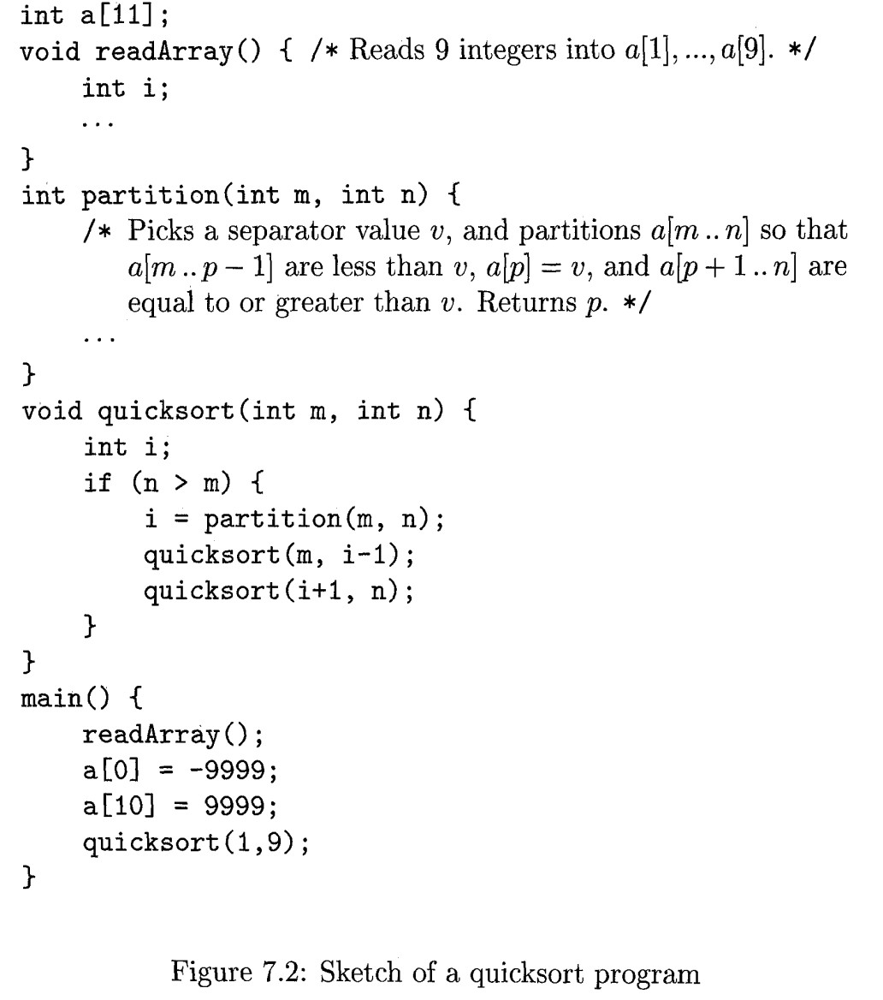 int a[11];
void readArray() { /* Reads 9 integers into a[1], ..., a[9]. */
int i;
...
}
int partition(int m, int n) {
/* Picks a separator value v, and partitions a[m .. n] so that
a[m .. p − 1] are less than v, a[p] = v, and a[p + 1 .. n] are
equal to or greater than v. Returns p. */
...
}
void quicksort(int m, int n) {
int i;
if (n > m) {
i = partition(m, n);
quicksort(m, i-1);
quicksort(i+1, n);
}
}
main() {
readArray();
a[0] = -9999;
a[10] = 9999;
quicksort(1,9);
}
Figure 7.2: Sketch of a quicksort program